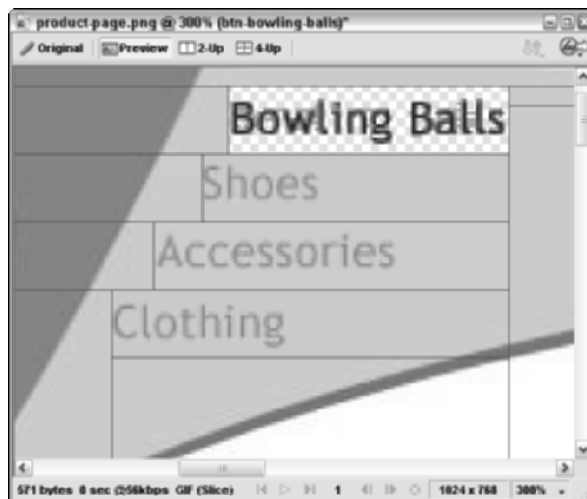 product-page.png @ 300% (btn-bowling-balls)*
Original Preview 2-Up 4-Up
Bowling Balls
Shoes
Accessories
Clothing
571 bytes 0 sec @56kbps GIF (Slice) 1 1024 x 768 300%